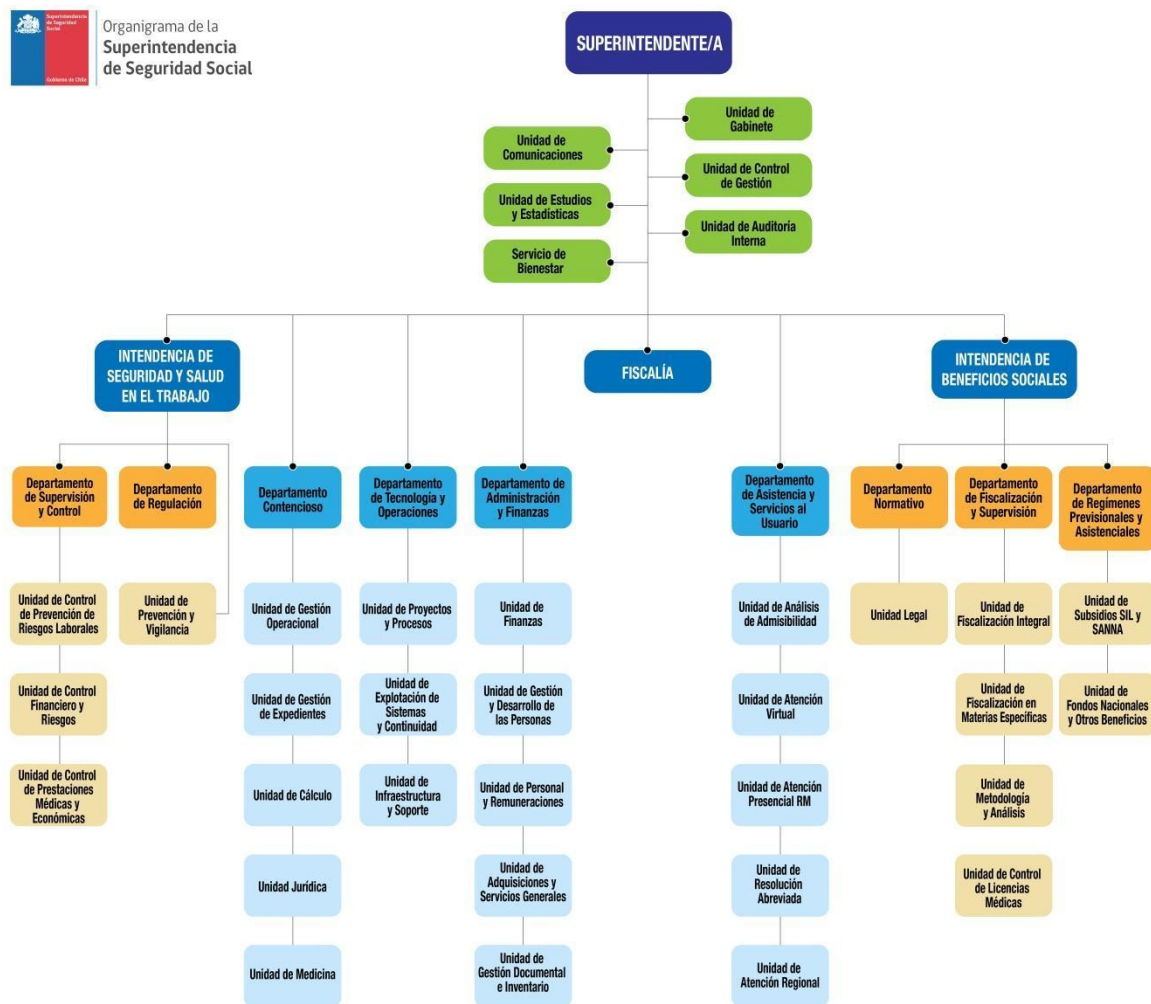 Superintendencia
de Seguridad
Social
Gobierno de Chile
Organigrama de la
Superintendencia
de Seguridad Social
SUPERINTENDENTE/A
Unidad de
Gabinete
Unidad de
Comunicaciones
Unidad de Control
de Gestión
Unidad de Estudios
y Estadísticas
Unidad de Auditoría
Interna
Servicio de
Bienestar
INTENDENCIA DE
SEGURIDAD Y SALUD
EN EL TRABAJO
FISCALÍA
INTENDENCIA DE
BENEFICIOS SOCIALES
Departamento
de Supervisión
y Control
Departamento
de Regulación
Departamento
Contencioso
Departamento
de Tecnología y
Operaciones
Departamento de
Administración
y Finanzas
Departamento
de Asistencia y
Servicios al
Usuario
Departamento
Normativo
Departamento
de Fiscalización
y Supervisión
Departamento
de Regímenes
Previsionales y
Asistenciales
Unidad de Control
de Prevención de
Riesgos Laborales
Unidad de
Prevención y
Vigilancia
Unidad de Gestión
Operacional
Unidad de Proyectos
y Procesos
Unidad de
Finanzas
Unidad de Análisis
de Admisibilidad
Unidad Legal
Unidad de
Fiscalización Integral
Unidad de
Subsidios SIL y
SANNA
Unidad de Control
Financiero y
Riesgos
Unidad de Gestión
de Expedientes
Unidad de
Explotación de
Sistemas
y Continuidad
Unidad de Gestión
y Desarrollo de
las Personas
Unidad de Atención
Virtual
Unidad de
Fiscalización en
Materias Específicas
Unidad de
Fondos Nacionales
y Otros Beneficios
Unidad de Control
de Prestaciones
Médicas y
Económicas
Unidad de Cálculo
Unidad de
Infraestructura
y Soporte
Unidad de Personal
y Remuneraciones
Unidad de Atención
Presencial RM
Unidad de
Metodología
y Análisis
Unidad Jurídica
Unidad de
Adquisiciones y
Servicios Generales
Unidad de
Resolución
Abreviada
Unidad de Control
de Licencias
Médicas
Unidad de Medicina
Unidad de
Gestión Documental
e Inventario
Unidad de
Atención Regional